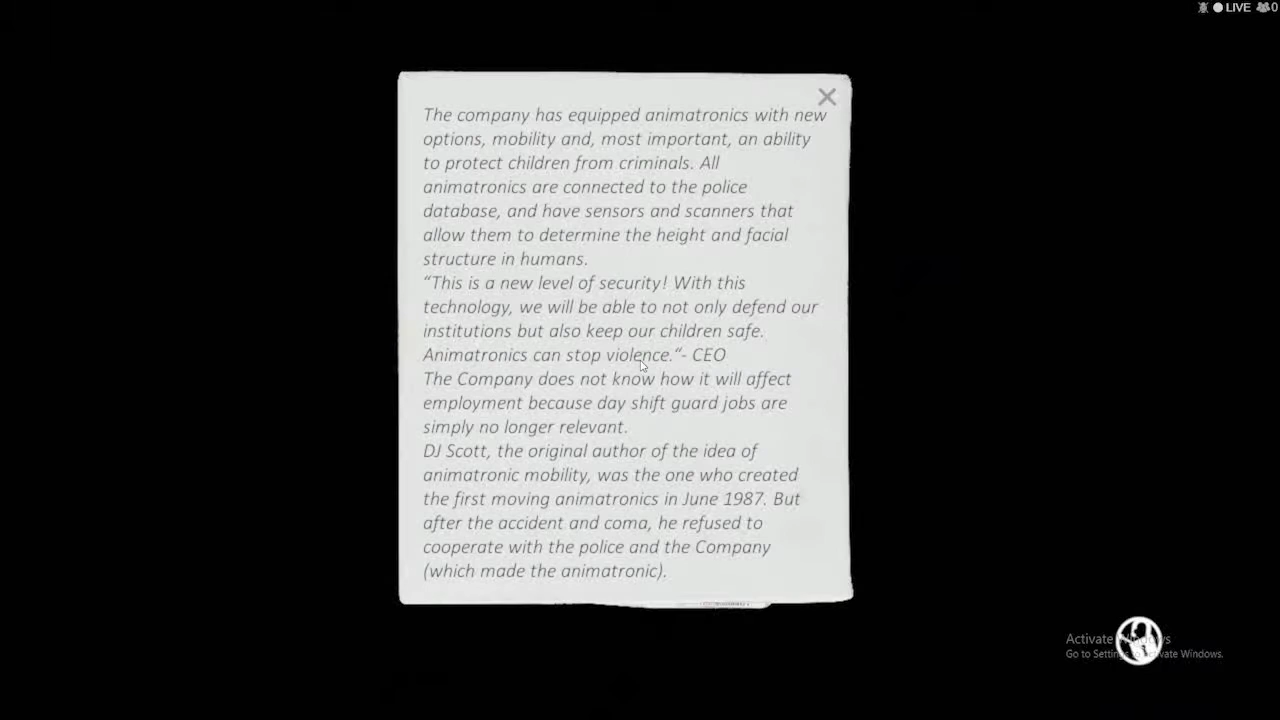 LIVE
0
The company has equipped animatronics with new
options, mobility and, most important, an ability
to protect children from criminals. All
animatronics are connected to the police
database, and have sensors and scanners that
allow them to determine the height and facial
structure in humans.
“This is a new level of security! With this
technology, we will be able to not only defend our
institutions but also keep our children safe.
Animatronics can stop violence.“- CEO
The Company does not know how it will affect
employment because day shift guard jobs are
simply no longer relevant.
DJ Scott, the original author of the idea of
animatronic mobility, was the one who created
the first moving animatronics in June 1987. But
after the accident and coma, he refused to
cooperate with the police and the Company
(which made the animatronic).
Activate Windows
Go to Settings to Activate Windows.